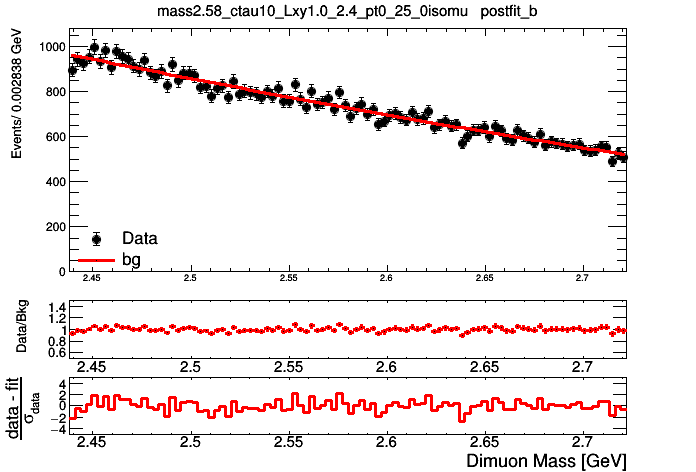 mass2.58_ctau10_Lxy1.0_2.4_pt0_25_0isomu postfit_b
Events/ 0.002838 GeV
1000
800
600
400
200
0
Data
bg
2.45 2.5 2.55 2.6 2.65 2.7
Data/Bkg
1.4
1.2
1
0.8
0.6
2.45 2.5 2.55 2.6 2.65 2.7
data - fit
σdata
4
2
0
−2
−4
2.45 2.5 2.55 2.6 2.65 2.7
Dimuon Mass [GeV]